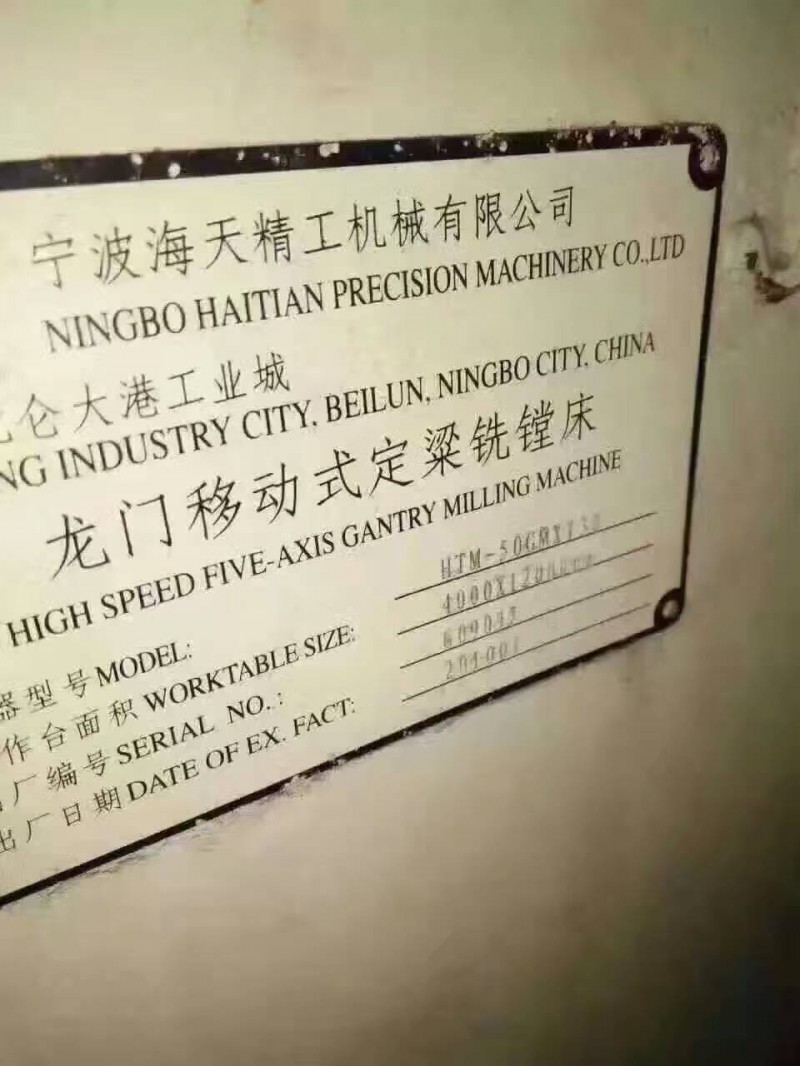 宁波海天精工机械有限公司
NINGBO HAITIAN PRECISION MACHINERY CO.,LTD
仑大港工业城
NG INDUSTRY CITY, BEILUN, NINGBO CITY, CHINA
龙门移动式定梁铣镗床
HIGH SPEED FIVE-AXIS GANTRY MILLING MACHINE
器型号 MODEL:
作台面积 WORKTABLE SIZE:
厂编号 SERIAL NO.:
出厂日期 DATE OF EX. FACT: